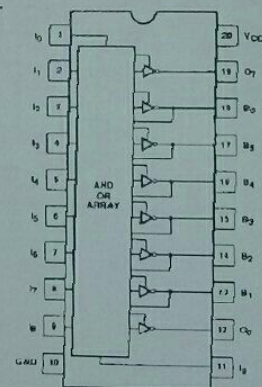 I0 1 20 VCC
I1 2 19 O7
I2 3 18 B6
I3 4 17 B5
I4 5 16 B4
I5 6 15 B3
I6 7 14 B2
I7 8 13 B1
I8 9 12 O0
GND 10 11 I9
AND
OR
ARRAY